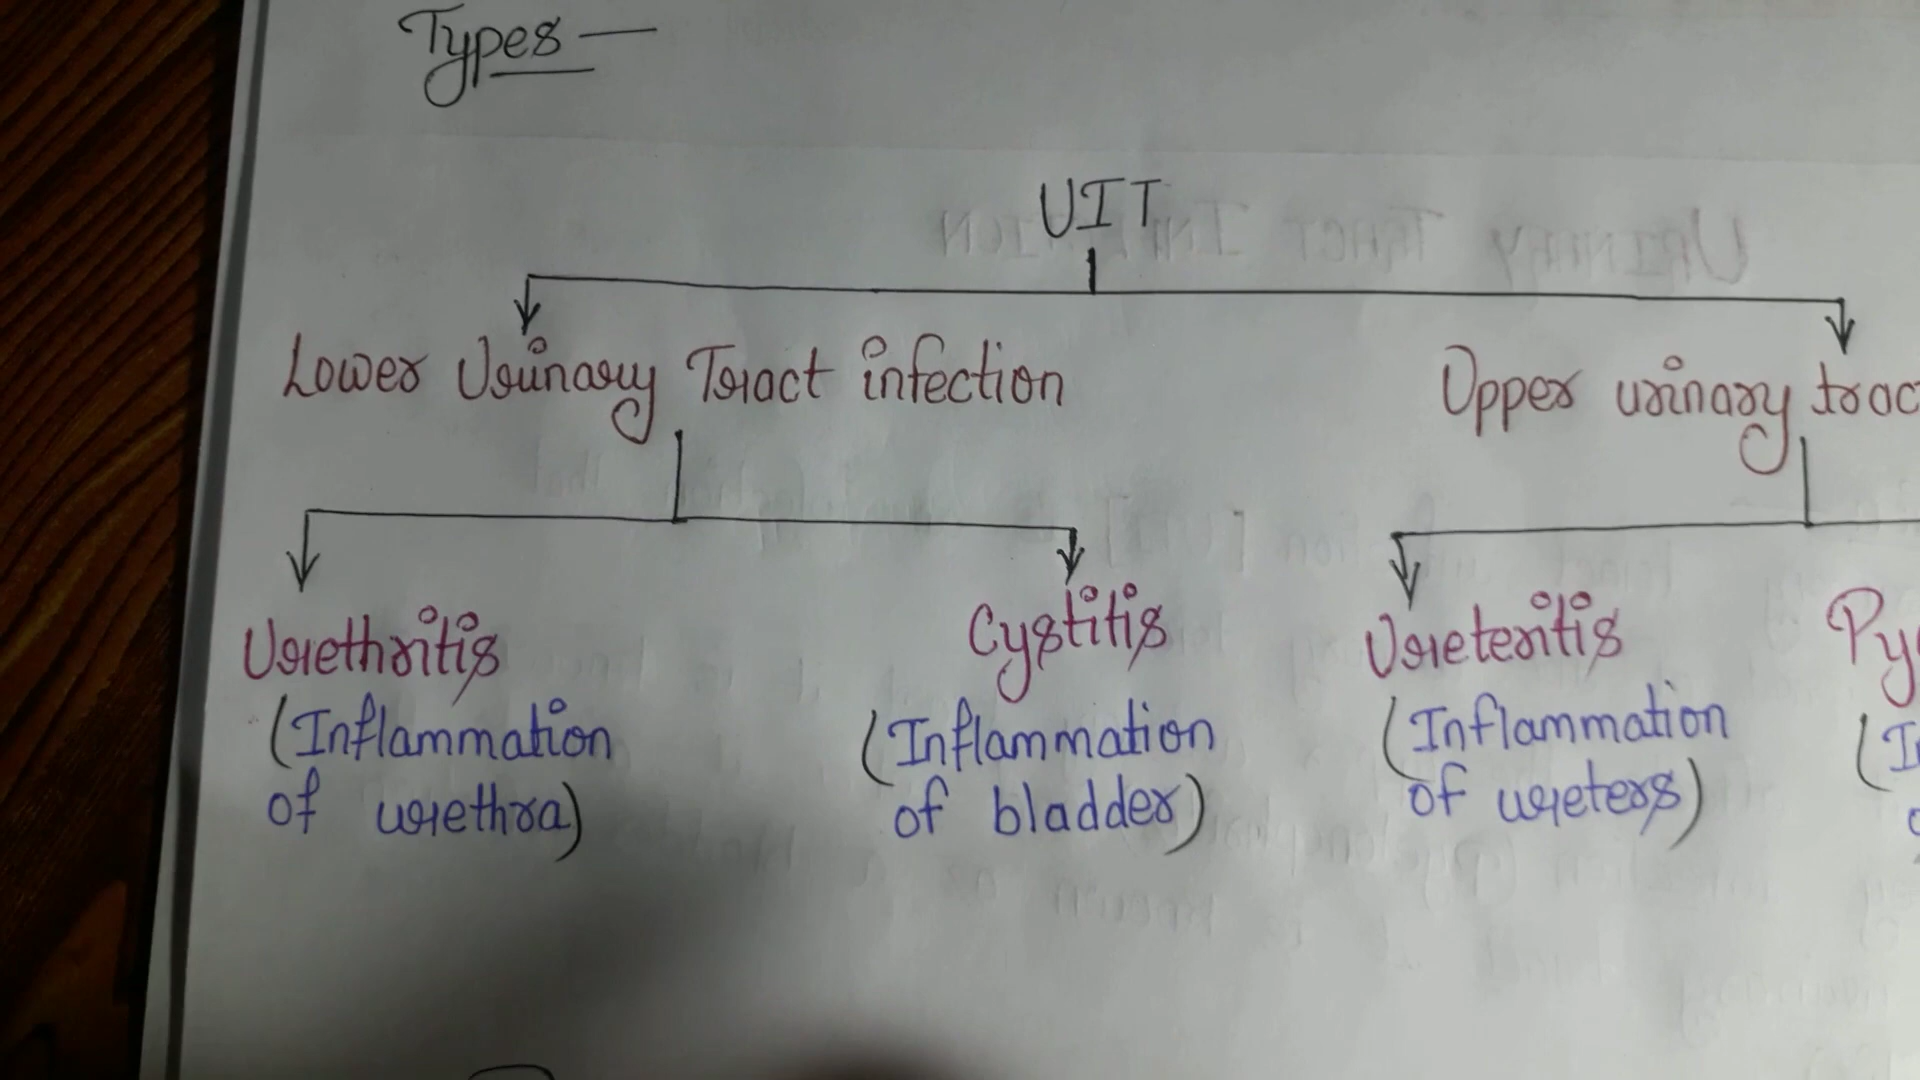 Types —
UIT
Lower Urinary Tract infection
Upper urinary trac
Urethritis
(Inflammation
of urethra)
Cystitis
(Inflammation
of bladder)
Ureteritis
(Inflammation
of ureters)
Py
(I